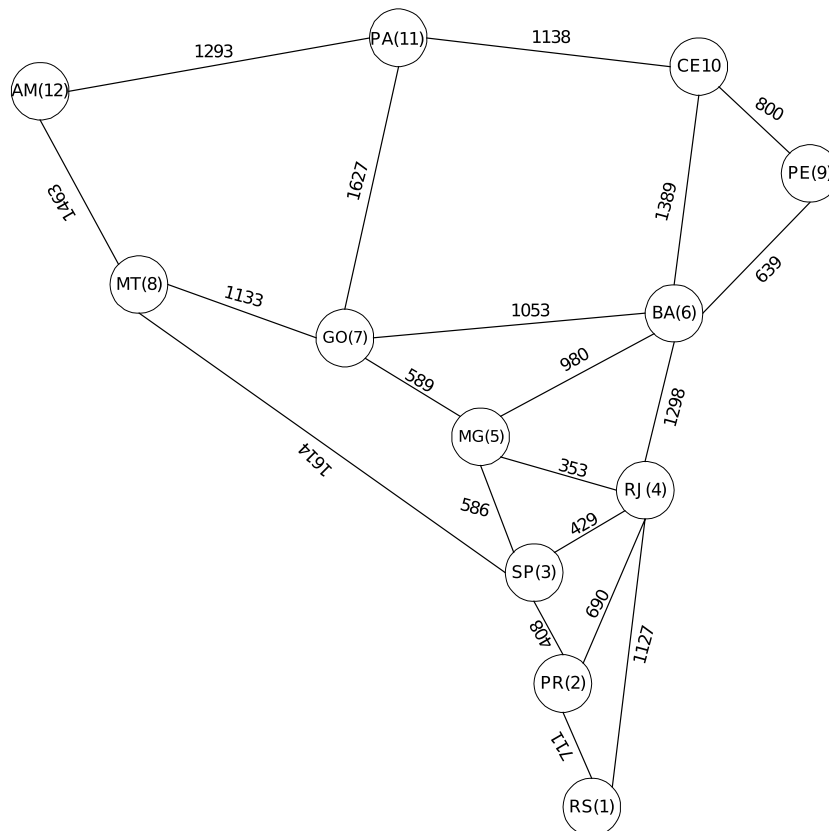 PA(11)
1293
1138
CE10
AM(12)
800
PE(9)
1627
1389
1463
639
MT(8)
1133
1053
BA(6)
GO(7)
980
589
1298
MG(5)
353
1614
RJ(4)
586
429
SP(3)
690
408
1127
PR(2)
711
RS(1)